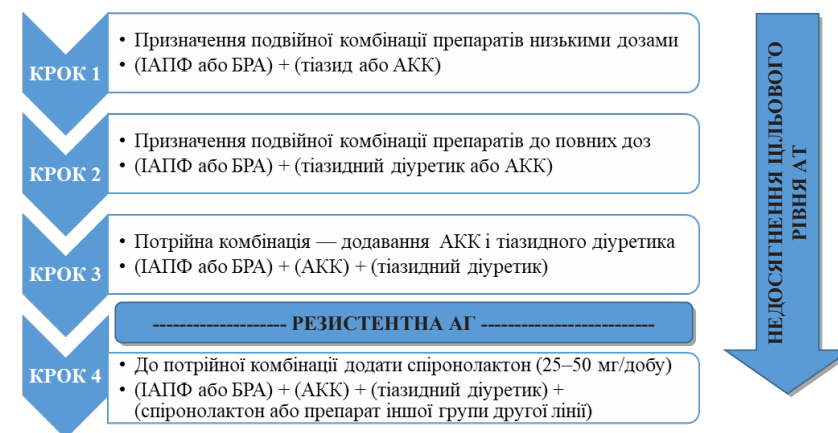 КРОК 1
• Призначення подвійної комбінації препаратів низькими дозами
• (ІАПФ або БРА) + (тіазид або АКК)
КРОК 2
• Призначення подвійної комбінації препаратів до повних доз
• (ІАПФ або БРА) + (тіазидний діуретик або АКК)
КРОК 3
• Потрійна комбінація — додавання АКК і тіазидного діуретика
• (ІАПФ або БРА) + (АКК) + (тіазидний діуретик)
-------------------- РЕЗИСТЕНТНА АГ --------------------------
КРОК 4
• До потрійної комбінації додати спіронолактон (25–50 мг/добу)
• (ІАПФ або БРА) + (АКК) + (тіазидний діуретик) +
(спіронолактон або препарат іншої групи другої лінії)
НЕДОСЯГНЕННЯ ЦІЛЬОВОГО
РІВНЯ АТ